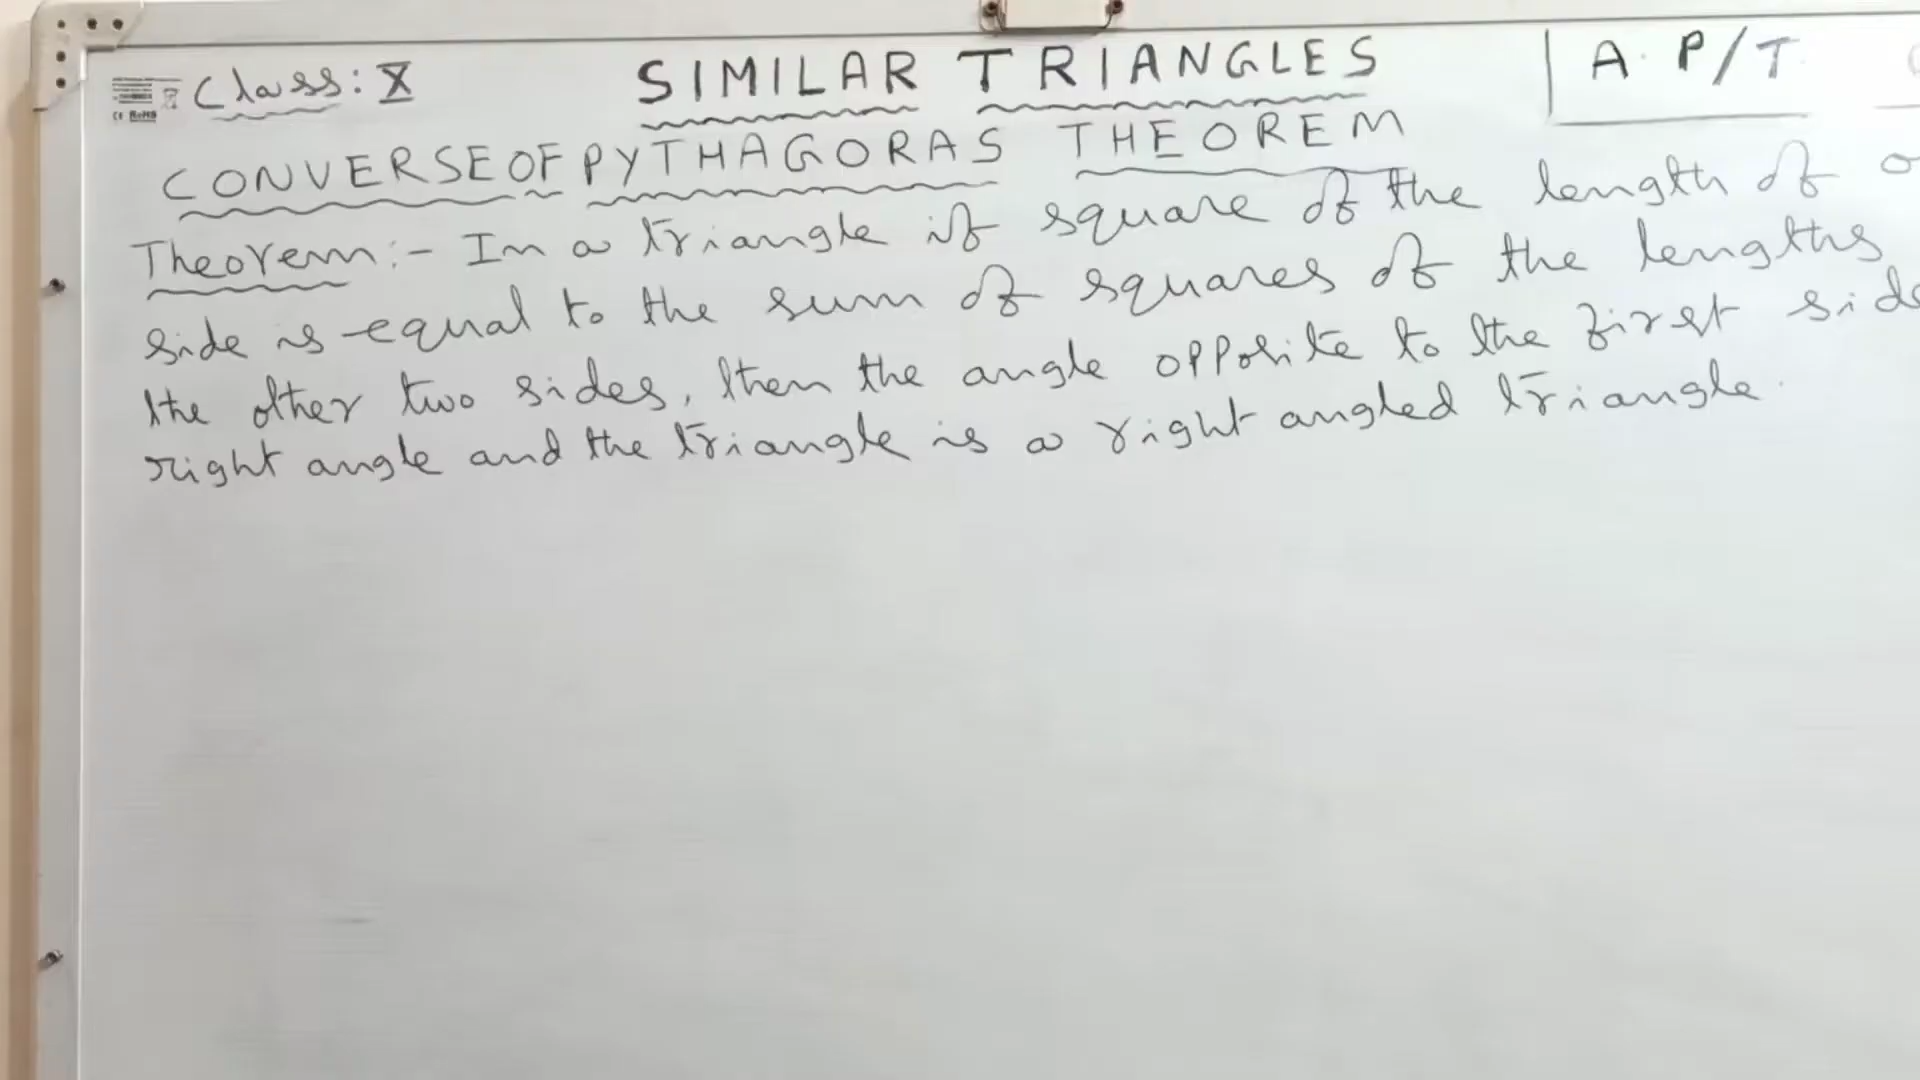 Class: X
SIMILAR TRIANGLES
A.P/T.
CONVERSE OF PYTHAGORAS THEOREM
Theorem:- In a triangle if square of the length of
side is equal to the sum of squares of the lengths
the other two sides, then the angle opposite to the first side
right angle and the triangle is a right angled triangle.
CE RoHS